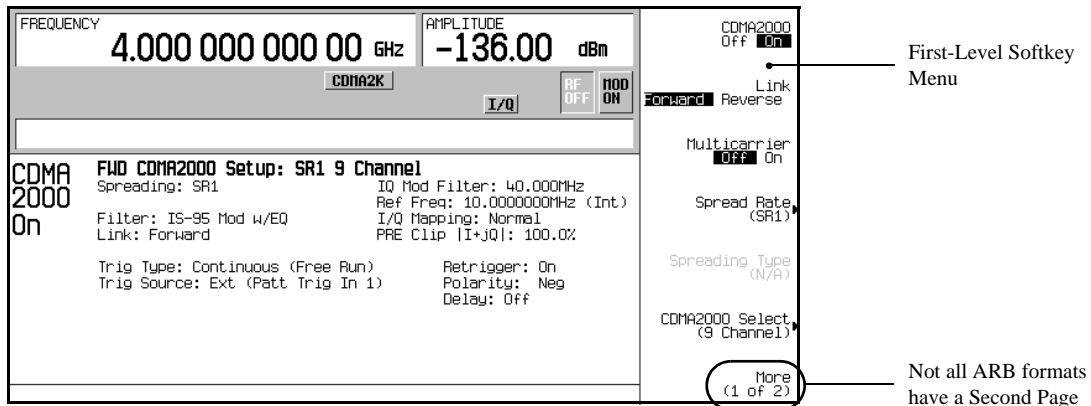 FREQUENCY
4.000 000 000 00 GHz
AMPLITUDE
-136.00 dBm
CDMA2K
I/Q
RF
OFF
MOD
ON
CDMA
2000
On
FWD CDMA2000 Setup: SR1 9 Channel
Spreading: SR1
IQ Mod Filter: 40.000MHz
Ref Freq: 10.0000000MHz (Int)
Filter: IS-95 Mod w/EQ
I/Q Mapping: Normal
Link: Forward
PRE Clip |I+jQ|: 100.0%
Trig Type: Continuous (Free Run)
Retrigger: On
Trig Source: Ext (Patt Trig In 1)
Polarity: Neg
Delay: Off
CDMA2000
Off On
Link
Forward Reverse
Multicarrier
Off On
Spread Rate
(SR1)
Spreading Type
(N/A)
CDMA2000 Select
(9 Channel)
More
(1 of 2)
First-Level Softkey
Menu
Not all ARB formats
have a Second Page